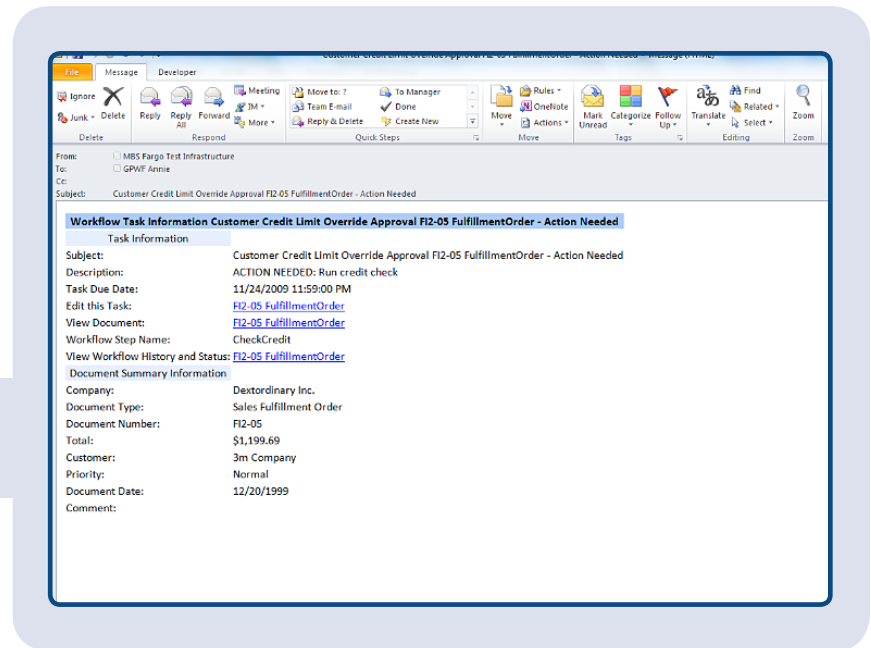 Customer Credit Limit Override Approval FI2-05 FulfillmentOrder - Action Needed - Message (HTML)
File Message Developer
Ignore
Junk
Delete
Reply
Reply All
Forward
Meeting
IM
More
Move to: ?
Team E-mail
Reply & Delete
To Manager
Done
Create New
Move
Rules
OneNote
Actions
Mark Unread
Categorize
Follow Up
Translate
Find
Related
Select
Zoom
Delete Respond Quick Steps Move Tags Editing Zoom
From: MBS Fargo Test Infrastructure
To: GPWF Annie
Cc:
Subject: Customer Credit Limit Override Approval FI2-05 FulfillmentOrder - Action Needed
Workflow Task Information Customer Credit Limit Override Approval FI2-05 FulfillmentOrder - Action Needed
Task Information
Subject: Customer Credit Limit Override Approval FI2-05 FulfillmentOrder - Action Needed
Description: ACTION NEEDED: Run credit check
Task Due Date: 11/24/2009 11:59:00 PM
Edit this Task: FI2-05 FulfillmentOrder
View Document: FI2-05 FulfillmentOrder
Workflow Step Name: CheckCredit
View Workflow History and Status: FI2-05 FulfillmentOrder
Document Summary Information
Company: Dextordinary Inc.
Document Type: Sales Fulfillment Order
Document Number: FI2-05
Total: $1,199.69
Customer: 3m Company
Priority: Normal
Document Date: 12/20/1999
Comment: